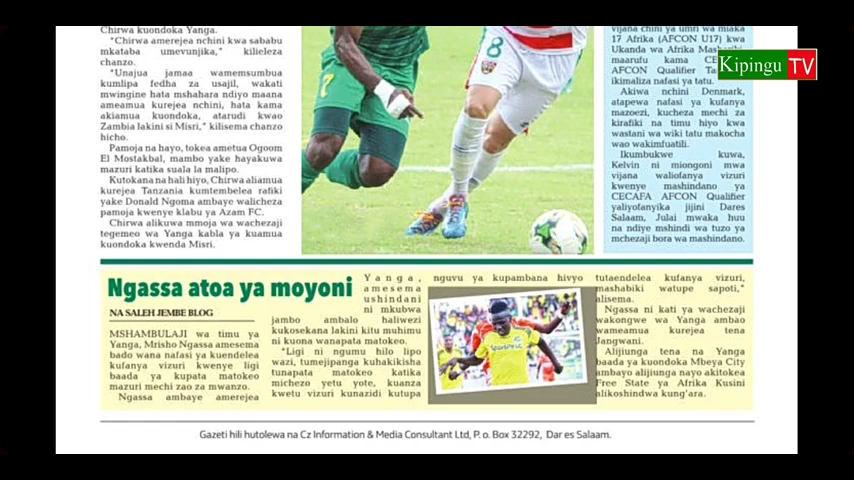 Chirwa kuondoka Yanga.
"Chirwa amerejea nchini kwa sababu
mkataba umevunjika," kilieleza
chanzo.
"Unajua jamaa wamemsumbua
kumlipa fedha za usajil, wakati
mwingine hata mshahara ndiyo maana
ameamua kurejea nchini, hata kama
akiamua kuondoka, atarudi kwao
Zambia lakini si Misri," kilisema chanzo
hicho.
Pamoja na hayo, tokea ametua Ogoom
El Mostakbal, mambo yake hayakuwa
mazuri katika suala la malipo.
Kutokana na hali hiyo, Chirwa aliamua
kurejea Tanzania kumtembelea rafiki
yake Donald Ngoma ambaye walicheza
pamoja kwenye klabu ya Azam FC.
Chirwa alikuwa mmoja wa wachezaji
tegemeo wa Yanga kabla ya kuamua
kuondoka kwenda Misri.
8
vijana chini ya umri wa miaka
17 Afrika (AFCON U17) kwa
Ukanda wa Afrika
maarufu kama
AFCON Qualifier
ikimaliza nafasi ya tatu.
Akiwa nchini Denmark,
atapewa nafasi ya kufanya
mazoezi, kucheza mechi za
kirafiki na timu hiyo kwa
wastani wa wiki tatu makocha
wao wakimfuatili.
Ikumbukwe kuwa,
Kelvin ni miongoni mwa
vijana waliofanya vizuri
kwenye mashindano ya
CECAFA AFCON Qualifier
yaliyofanyika jijini Dares
Salaam, Julai mwaka huu
na ndiye mshindi wa tuzo ya
mchezaji bora wa mashindano.
Kipingu TV
Ngassa atoa ya moyoni
NA SALEH JEMBE BLOG
MSHAMBULAJI wa timu ya
Yanga, Mrisho Ngassa amesema
bado wana nafasi ya kuendelea
kufanya vizuri kwenye ligi
baada ya kupata matokeo
mazuri mechi zao za mwanzo.
Ngassa ambaye amerejea
Yanga,
amesema
ushindani
ni mkubwa
jambo ambalo haliwezi
kukosekana lakini kitu muhimu
ni kuona wanapata matokeo.
"Ligi ni ngumu hilo lipo
wazi, tumejipanga kuhakikisha
tunapata matokeo katika
michezo yetu yote, kuanza
kwetu vizuri kunazidi kutupa
nguvu ya kupambana hivyo
tutaendelea kufanya vizuri,
mashabiki watupe sapoti,"
alisema.
Ngassa ni kati ya wachezaji
wakongwe wa Yanga ambao
wameamua kurejea tena
Jangwani.
Alijiunga tena na Yanga
baada ya kuondoka Mbeya City
ambayo alijiunga nayo akitokea
Free State ya Afrika Kusini
alikoshindwa kung'ara.
Gazeti hili hutolewa na Cz Information & Media Consultant Ltd, P. o. Box 32292, Dar es Salaam.